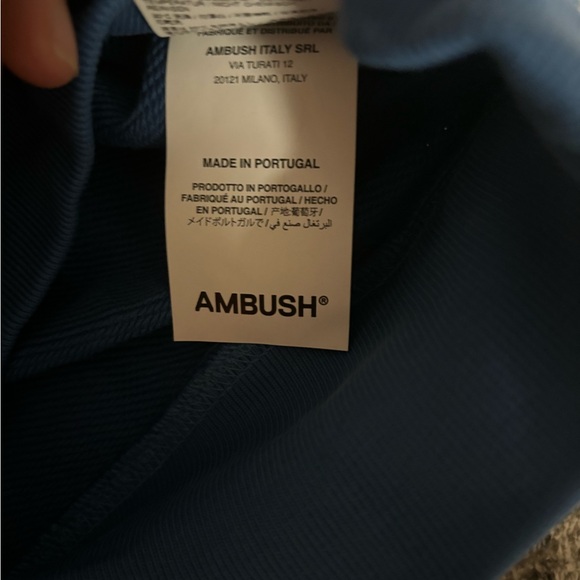 FABRIQUÉ ET DISTRIBUÉ PAR
AMBUSH ITALY SRL
VIA TURATI 12
20121 MILANO, ITALY
MADE IN PORTUGAL
PRODOTTO IN PORTOGALLO /
FABRIQUÉ AU PORTUGAL / HECHO
EN PORTUGAL / 产地:葡萄牙/
メイドポルトガルで / البرتغال صنع في
AMBUSH®